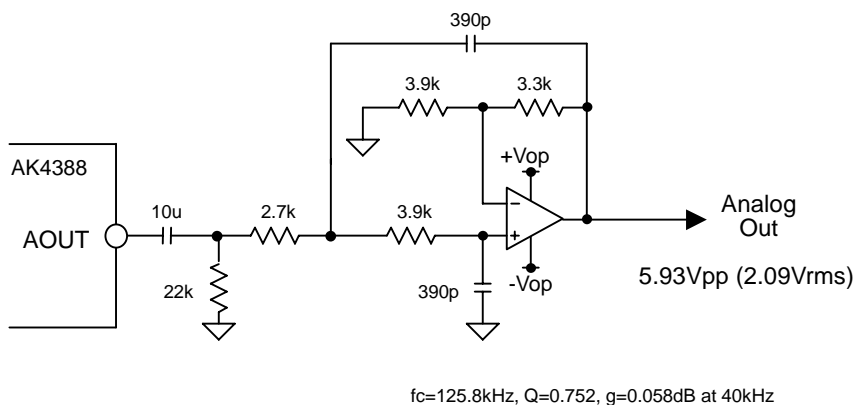 390p
3.9k
3.3k
AK4388
+Vop
10u
2.7k
3.9k
AOUT
Analog
Out
22k
390p
-Vop
5.93Vpp (2.09Vrms)
fc=125.8kHz, Q=0.752, g=0.058dB at 40kHz